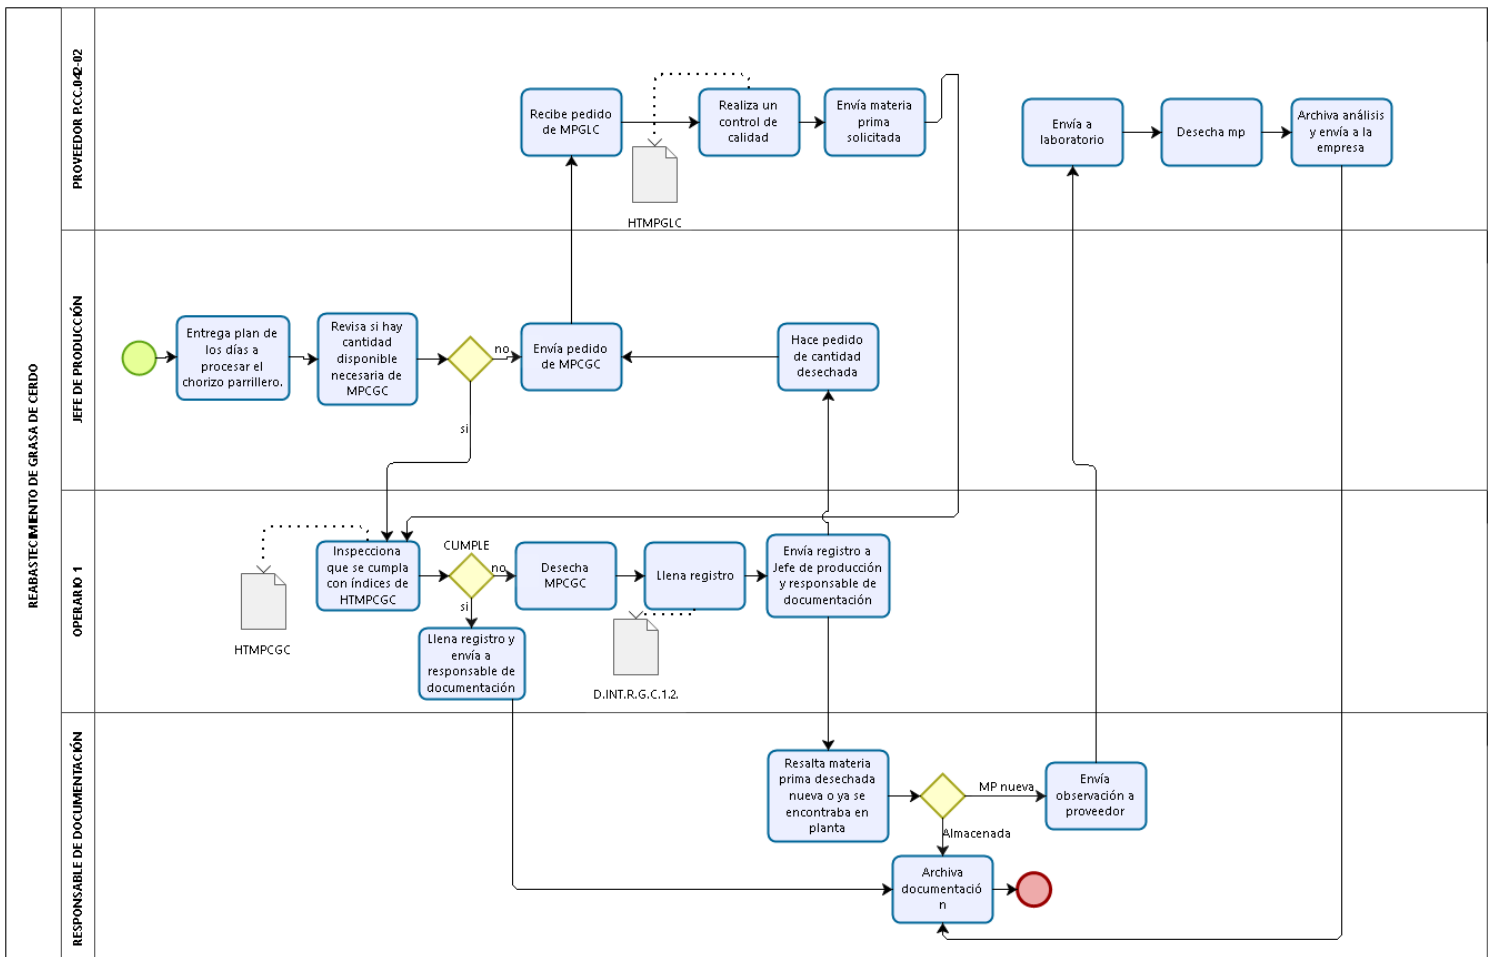 REABASTECIMIENTO DE GRASA DE CERDO
PROVEEDOR P.CC.042-02
Recibe pedido
de MPGLC
HTMPGLC
Realiza un
control de
calidad
Envía materia
prima
solicitada
Envía a
laboratorio
Desecha mp
Archiva análisis
y envía a la
empresa
JEFE DE PRODUCCIÓN
Entrega plan de
los días a
procesar el
chorizo parrillero.
Revisa si hay
cantidad
disponible
necesaria de
MPCGC
no
si
Envía pedido
de MPCGC
Hace pedido
de cantidad
desechada
OPERARIO 1
HTMPCGC
Inspecciona
que se cumpla
con índices de
HTMPCGC
CUMPLE
no
si
Desecha
MPCGC
Llena registro
D.INT.R.G.C.1.2.
Envía registro a
Jefe de producción
y responsable de
documentación
Llena registro y
envía a
responsable de
documentación
RESPONSABLE DE DOCUMENTACIÓN
Resalta materia
prima desechada
nueva o ya se
encontraba en
planta
MP nueva
Almacenada
Envía
observación a
proveedor
Archiva
documentació
n